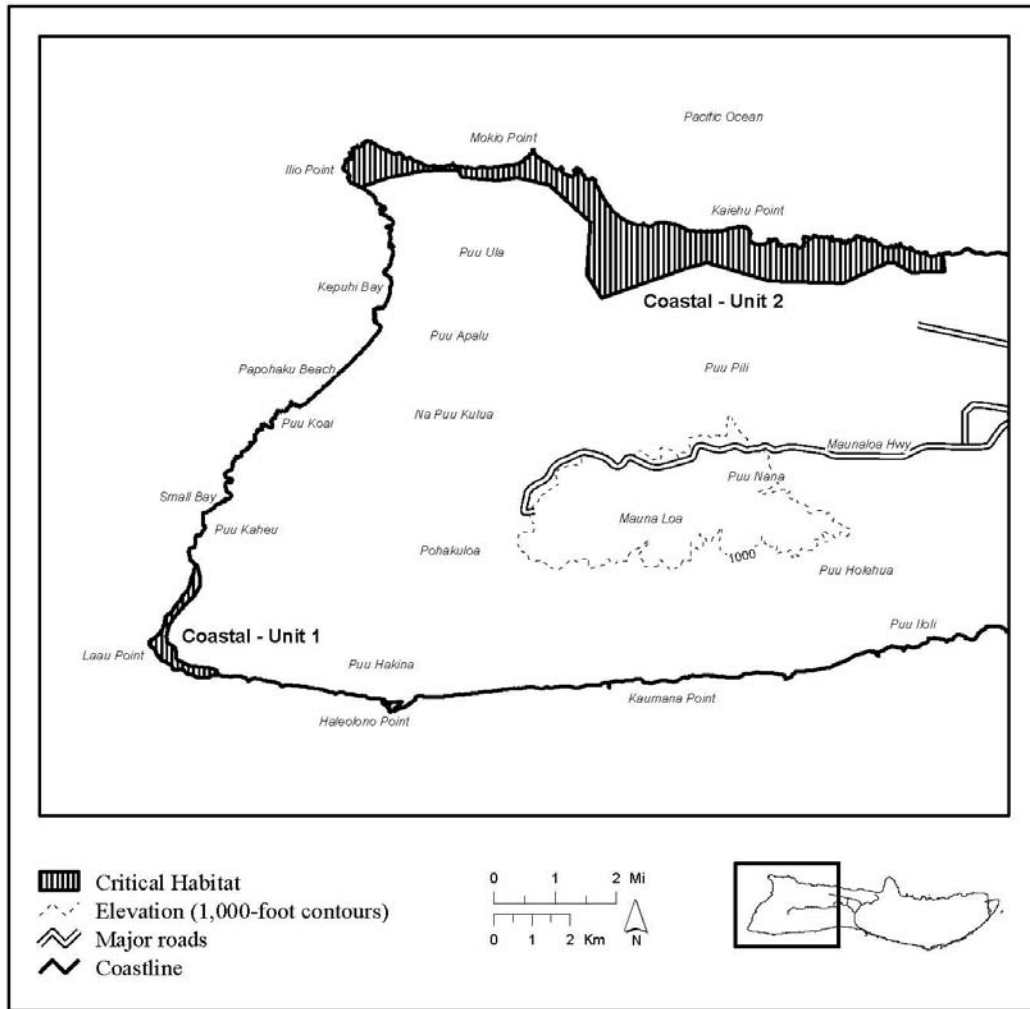 Pacific Ocean
Mokio Point
Ilio Point
Kaiehu Point
Puu Ula
Kepuhi Bay
Coastal - Unit 2
Puu Apalu
Papohaku Beach
Puu Pili
Na Puu Kulua
Puu Koai
Maunaloa Hwy
Puu Nana
Small Bay
Mauna Loa
Puu Kaheu
Pohakuloa
1000
Puu Holehua
Puu Iloli
Coastal - Unit 1
Laau Point
Puu Hakina
Kaumana Point
Haleolono Point
Critical Habitat
Elevation (1,000-foot contours)
Major roads
Coastline
0 1 2 Mi
0 1 2 Km
N